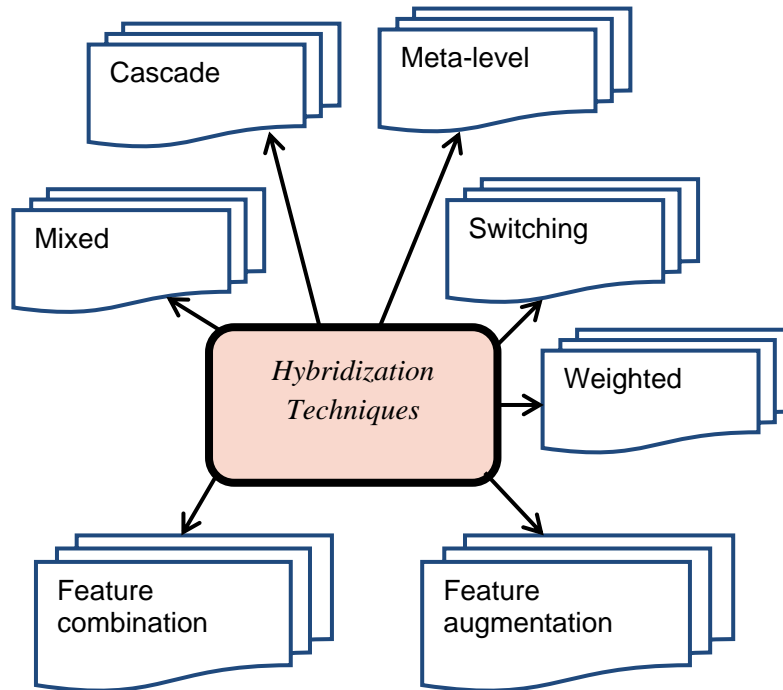 Cascade
Meta-level
Mixed
Switching
Hybridization
Techniques
Weighted
Feature
combination
Feature
augmentation